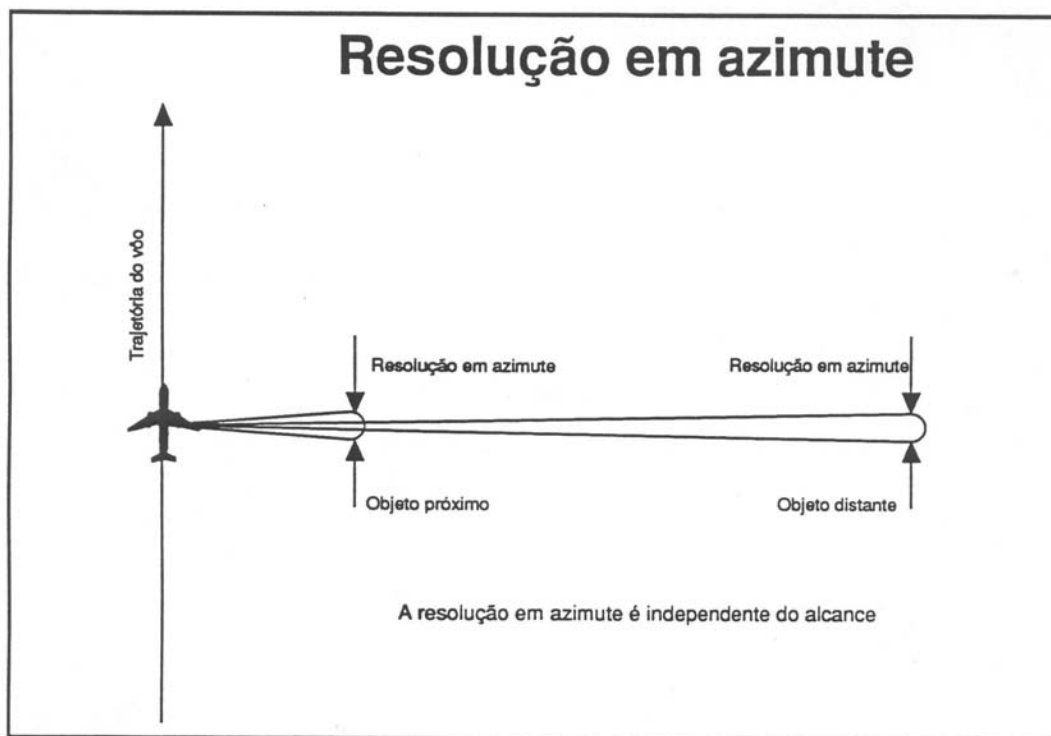 Resolução em azimute
Trajetória do vôo
Resolução em azimute
Resolução em azimute
Objeto próximo
Objeto distante
A resolução em azimute é independente do alcance